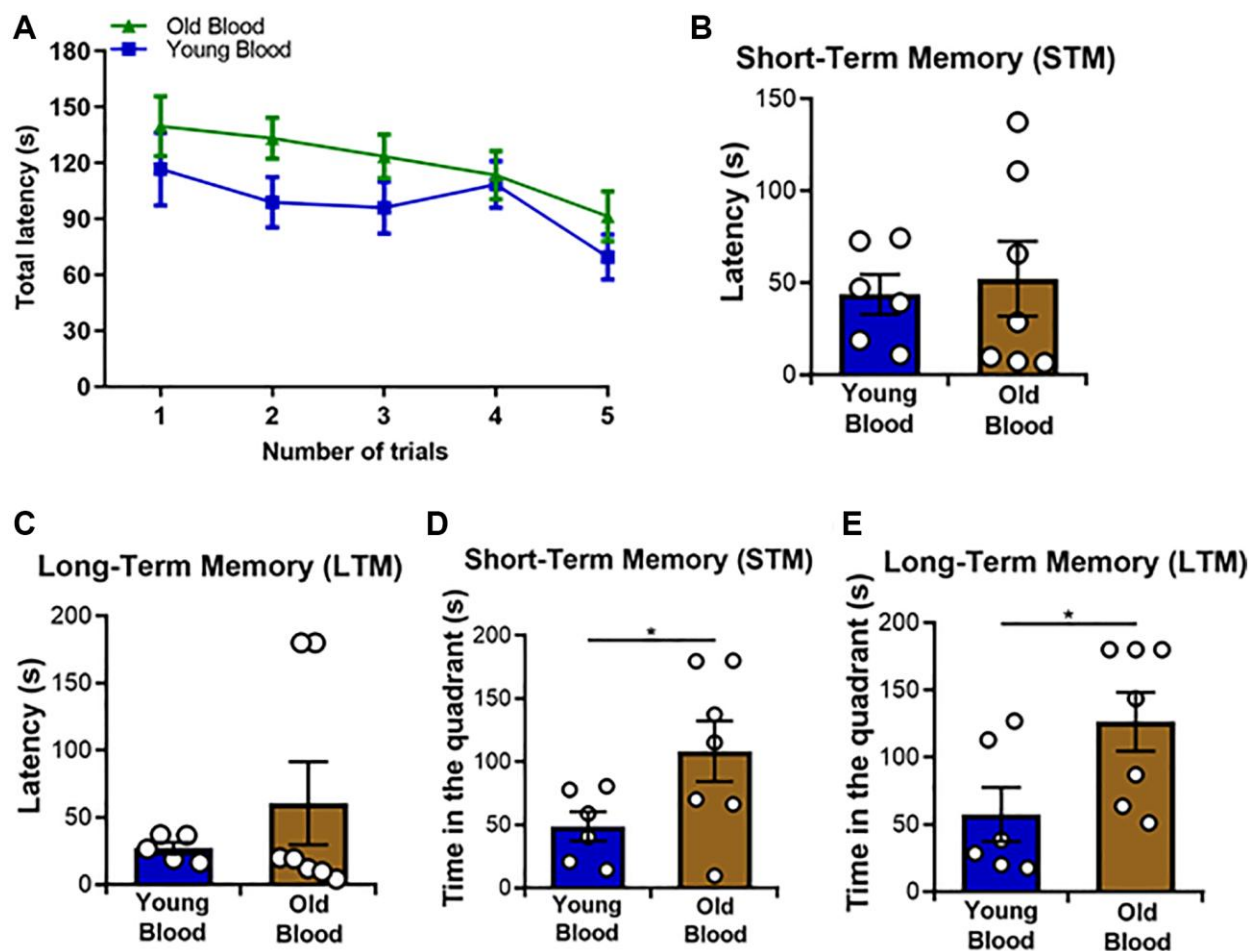 A
Old Blood
Young Blood
Total latency (s)
180
150
120
90
60
30
0
1 2 3 4 5
Number of trials
B
Short-Term Memory (STM)
Latency (s)
150
100
50
0
Young Blood
Old Blood
C
Long-Term Memory (LTM)
Latency (s)
200
150
100
50
0
Young Blood
Old Blood
D
Short-Term Memory (STM)
Time in the quadrant (s)
200
150
100
50
0
*
Young Blood
Old Blood
E
Long-Term Memory (LTM)
Time in the quadrant (s)
200
150
100
50
0
*
Young Blood
Old Blood